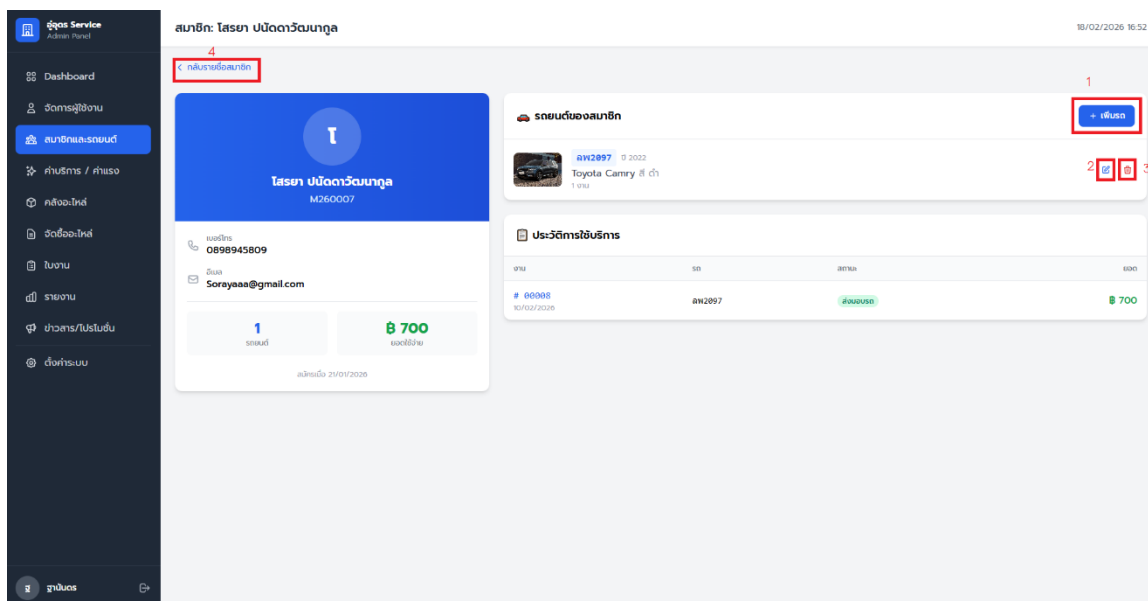 อู่อุดร Service
Admin Panel
Dashboard
จัดการผู้ใช้งาน
สมาชิกและรถยนต์
ค่าบริการ / ค่าแรง
คลังอะไหล่
จัดซื้ออะไหล่
ใบงาน
รายงาน
ข่าวสาร/โปรโมชั่น
ตั้งค่าระบบ
ฐ ฐานันดร
สมาชิก: โสรยา ปนัดดาวัฒนากูล
18/02/2026 16:52
4
< กลับรายชื่อสมาชิก
โ
โสรยา ปนัดดาวัฒนากูล
M260007
เบอร์โทร
0898945809
อีเมล
Sorayaaa@gmail.com
1
รถยนต์
฿ 700
ยอดใช้จ่าย
สมัครเมื่อ 21/01/2026
1
รถยนต์ของสมาชิก
+ เพิ่มรถ
ลพ2097 ปี 2022
Toyota Camry สี ดำ
1 งาน
2
3
ประวัติการใช้บริการ
งาน รถ สถานะ ยอด
# 00008 ลพ2097 ส่งมอบรถ ฿ 700
10/02/2026